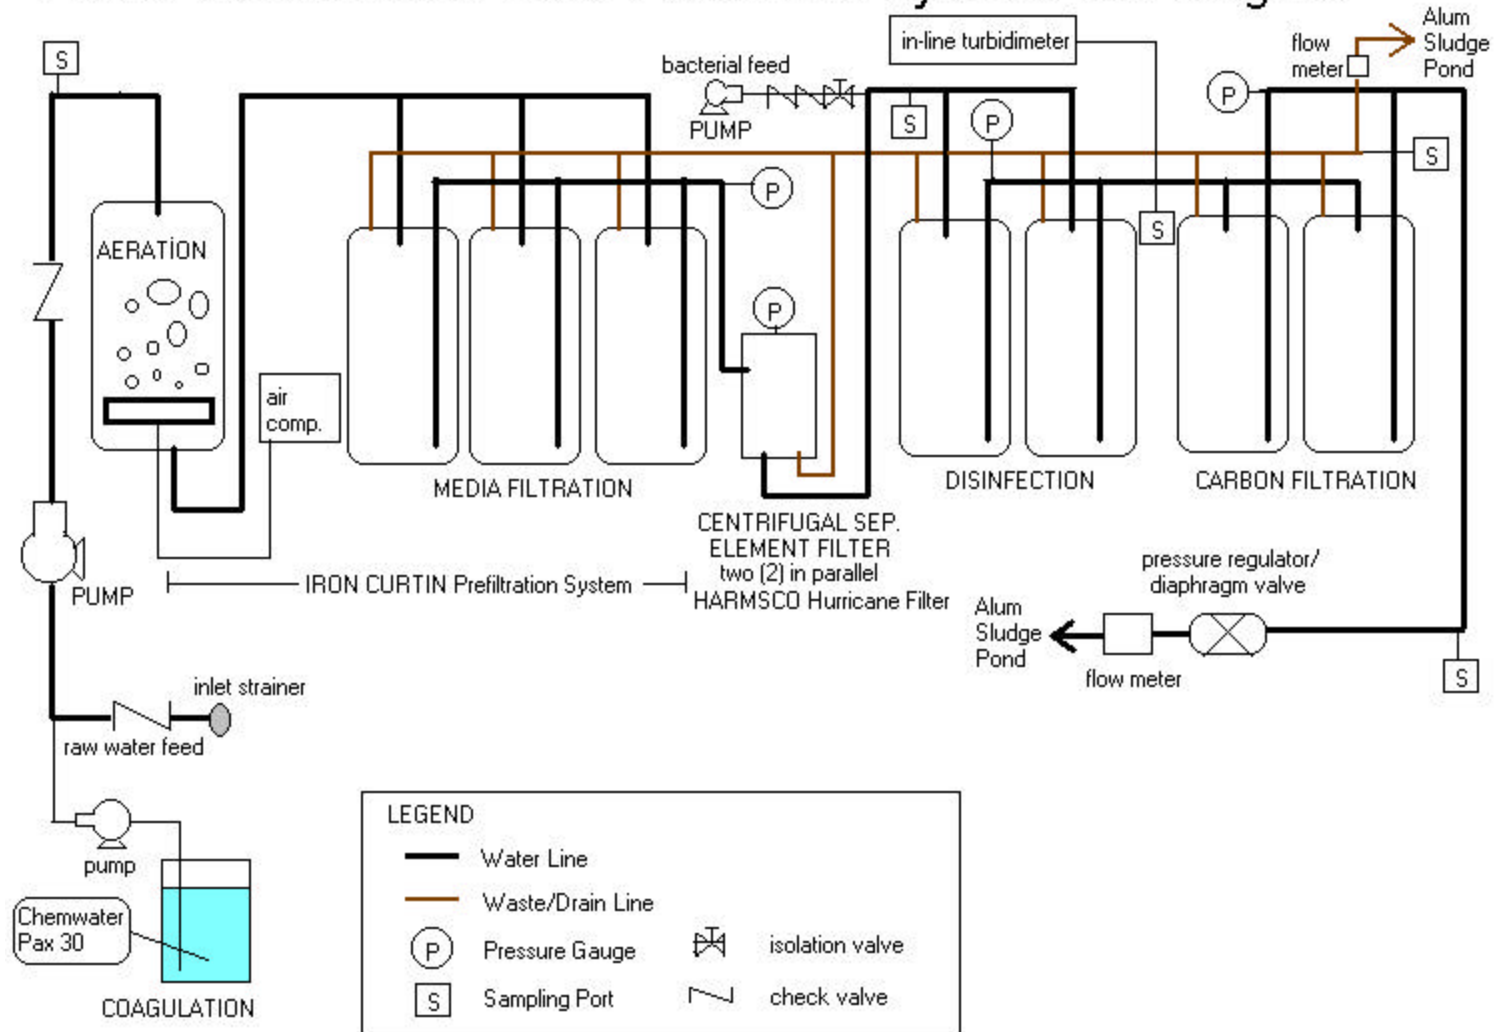 S
in-line turbidimeter
flow
meter
Alum
Sludge
Pond
bacterial feed
PUMP
S
P
P
S
P
AERATION
S
P
air
comp.
MEDIA FILTRATION
DISINFECTION
CARBON FILTRATION
CENTRIFUGAL SEP.
ELEMENT FILTER
two (2) in parallel
HARMSCO Hurricane Filter
PUMP
IRON CURTIN Prefiltration System
pressure regulator/
diaphragm valve
Alum
Sludge
Pond
flow meter
S
inlet strainer
raw water feed
pump
Chemwater
Pax 30
COAGULATION
LEGEND
Water Line
Waste/Drain Line
P
Pressure Gauge
isolation valve
S
Sampling Port
check valve